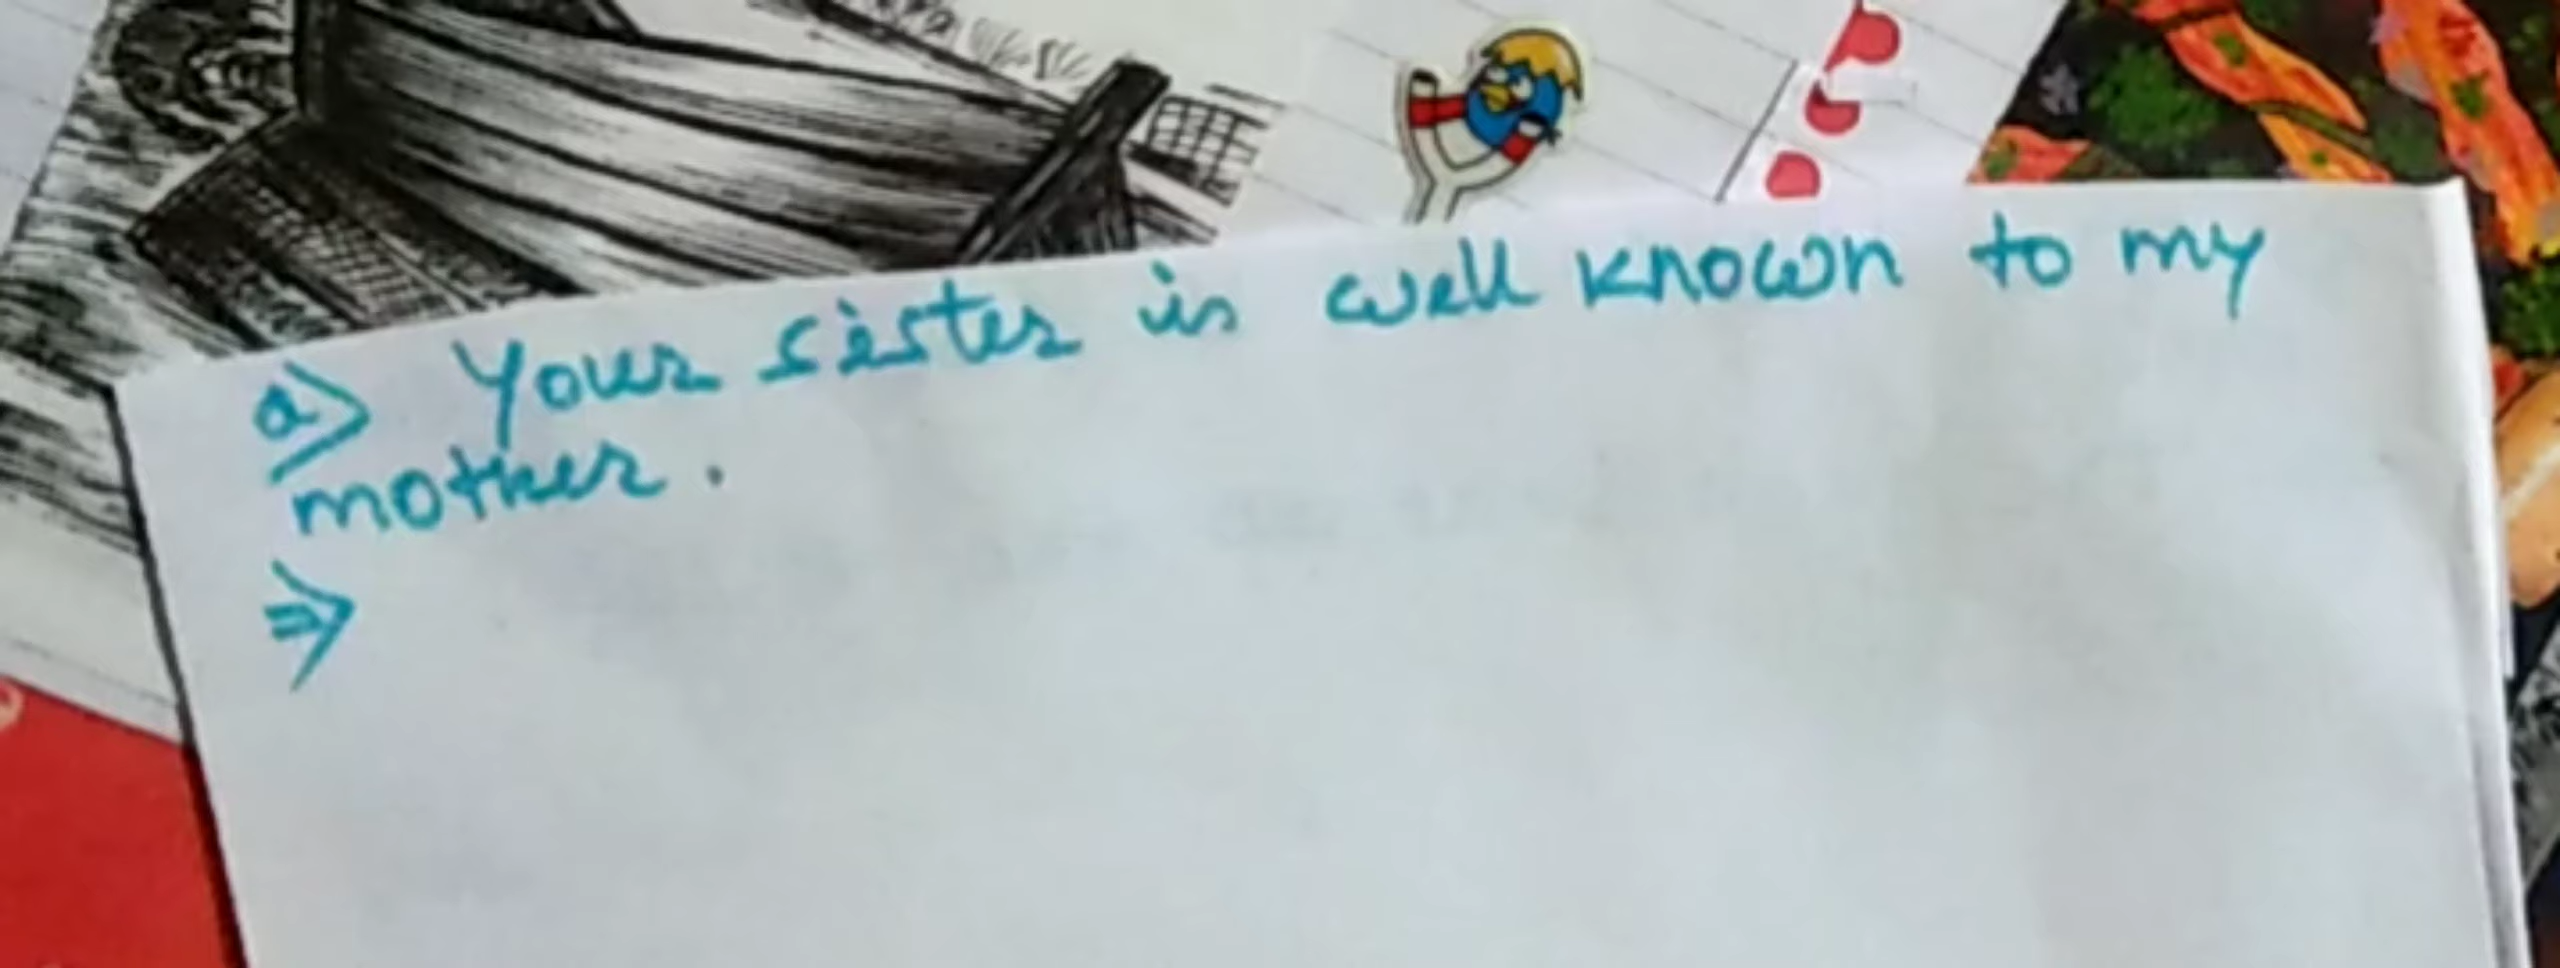 a) Your sister is well known to my
mother.
⇒